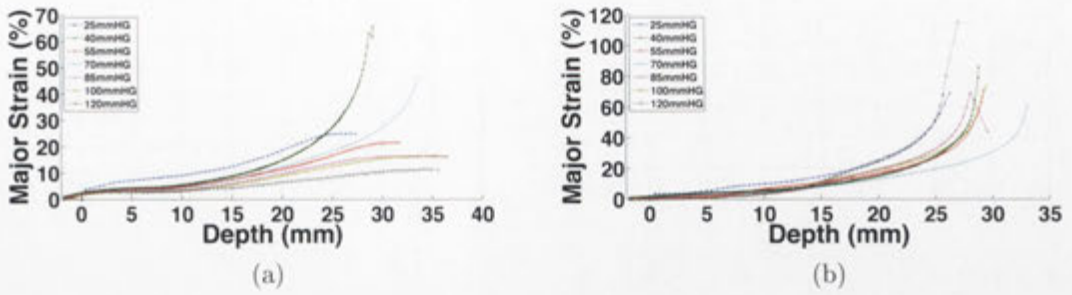 70
60
50
40
30
20
10
0
Major Strain (%)
25mmHG
40mmHG
55mmHG
70mmHG
85mmHG
100mmHG
120mmHG
0 5 10 15 20 25 30 35 40
Depth (mm)
(a)
120
100
80
60
40
20
0
Major Strain (%)
25mmHG
40mmHG
55mmHG
70mmHG
85mmHG
100mmHG
120mmHG
0 5 10 15 20 25 30 35
Depth (mm)
(b)